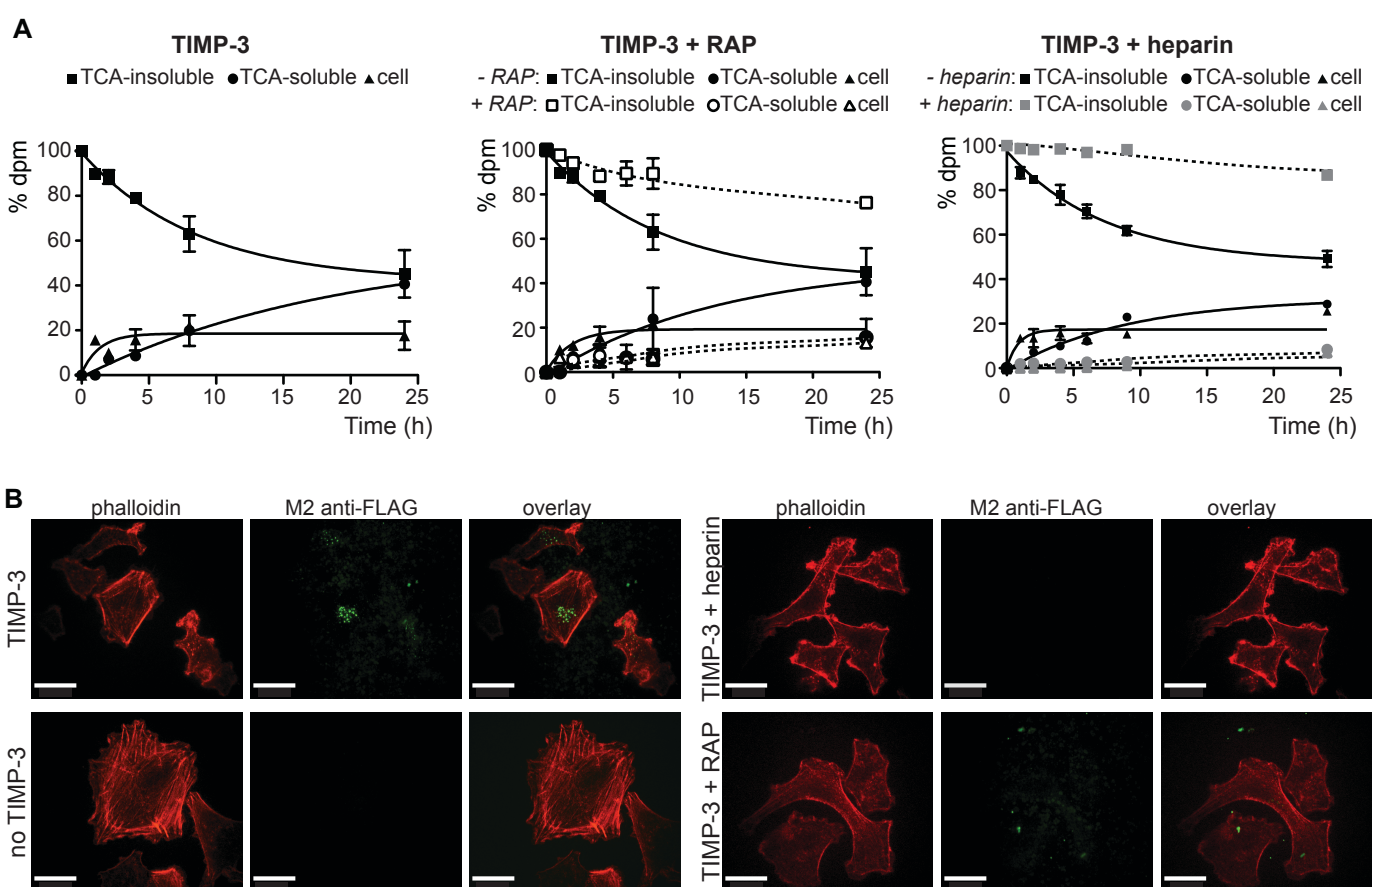 A
TIMP-3
■TCA-insoluble ●TCA-soluble ▲cell
% dpm
100
80
60
40
20
0
0 5 10 15 20 25
Time (h)
TIMP-3 + RAP
- RAP: ■TCA-insoluble ●TCA-soluble ▲cell
+ RAP: □TCA-insoluble ○TCA-soluble △cell
% dpm
100
80
60
40
20
0
0 5 10 15 20 25
Time (h)
TIMP-3 + heparin
- heparin: ■TCA-insoluble ●TCA-soluble ▲cell
+ heparin: ■TCA-insoluble ●TCA-soluble ▲cell
% dpm
100
80
60
40
20
0
0 5 10 15 20 25
Time (h)
B
phalloidin M2 anti-FLAG overlay
TIMP-3
no TIMP-3
phalloidin M2 anti-FLAG overlay
TIMP-3 + heparin
TIMP-3 + RAP